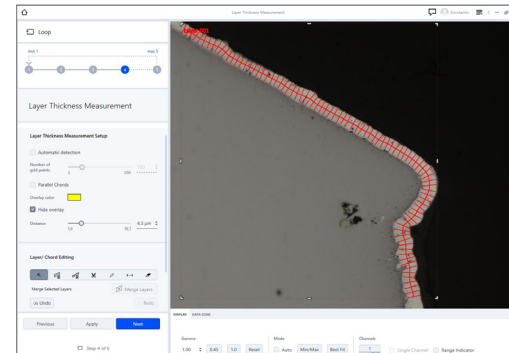 Layer Thickness Measurement
Loop
Layer Thickness Measurement
Layer Thickness Measurement Setup
Automatic detection
Number of
grid points
Parallel Chords
Overlay color
Hide overlay
Distance
4.3 µm
Layer/ Chord Editing
Merge Selected Layers
Merge Layers
Undo
Previous
Apply
Next
Step 4 of 6
DISPLAY
DATA ZONE
Gamma
Mode
Channels
1.00
0.45
1.0
Reset
Auto
Min/Max
Best Fit
1
Single Channel
Range Indicator